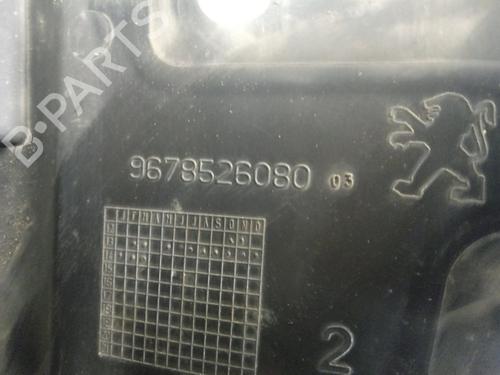 B-PARTS
9678526080 03
J F M A M J J A S O N D
2